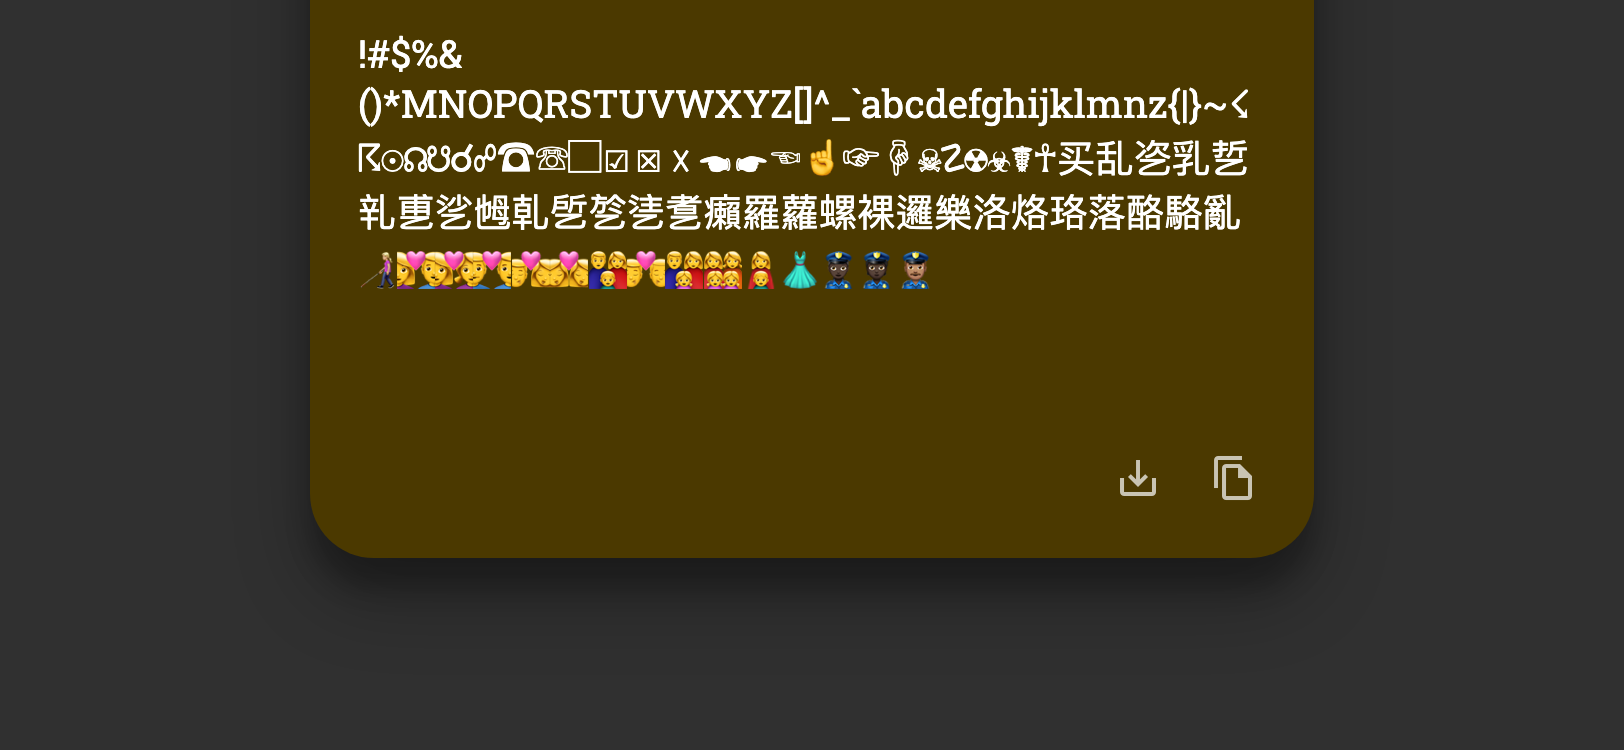 !#$%&
()*MNOPQRSTUVWXYZ[]^_`abcdefghijklmnz{|}~☇
☈☉☊☋☌☍☎☏☐☑☒☓☚☛☜☝☞☟☠☡☢☣☤☥买乱乲乳乴
乵乶乷乸乹乺乻乼乽癩羅蘿螺裸邏樂洛烙珞落酪駱亂
👗